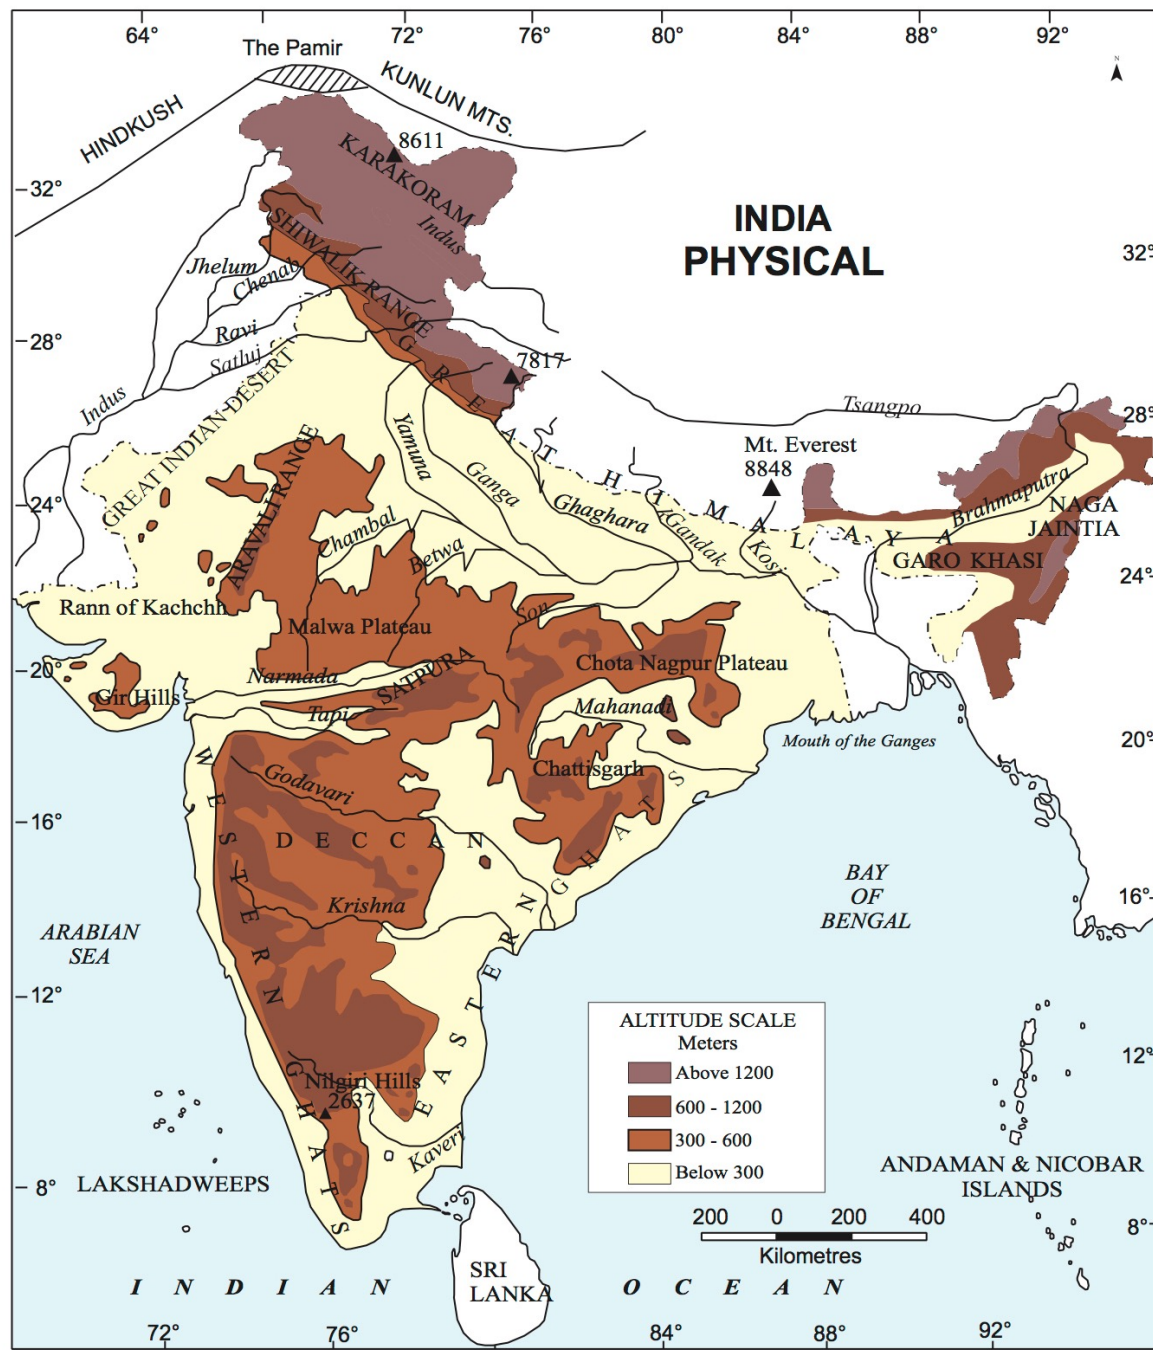 64°
72°
76°
80°
84°
88°
92°
N
The Pamir
HINDKUSH
KUNLUN MTS.
8611
KARAKORAM
Indus
32°
INDIA
PHYSICAL
32°
SHIWALIK RANGE
Jhelum
Chenab
Ravi
Satluj
28°
7817
Indus
GREAT INDIAN DESERT
GREAT HIMALAYA
Tsangpo
28°
Mt. Everest
8848
Yamuna
Ganga
Ghaghara
Gandak
Kosi
Brahmaputra
NAGA
JAINTIA
GARO KHASI
24°
24°
ARAVALI RANGE
Chambal
Betwa
Son
Rann of Kachchh
Malwa Plateau
Chota Nagpur Plateau
20°
Narmada
SATPURA
Gir Hills
Tapi
Mahanadi
Mouth of the Ganges
20°
Chattisgarh
Godavari
16°
DECCAN
WESTERN GHATS
EASTERN GHATS
Krishna
16°
ARABIAN
SEA
BAY
OF
BENGAL
12°
12°
ALTITUDE SCALE
Meters
Above 1200
600 - 1200
300 - 600
Below 300
Nilgiri Hills
2637
Kaveri
8°
LAKSHADWEEPS
ANDAMAN & NICOBAR
ISLANDS
8°
200 0 200 400
Kilometres
SRI
LANKA
INDIAN OCEAN
72°
76°
84°
88°
92°